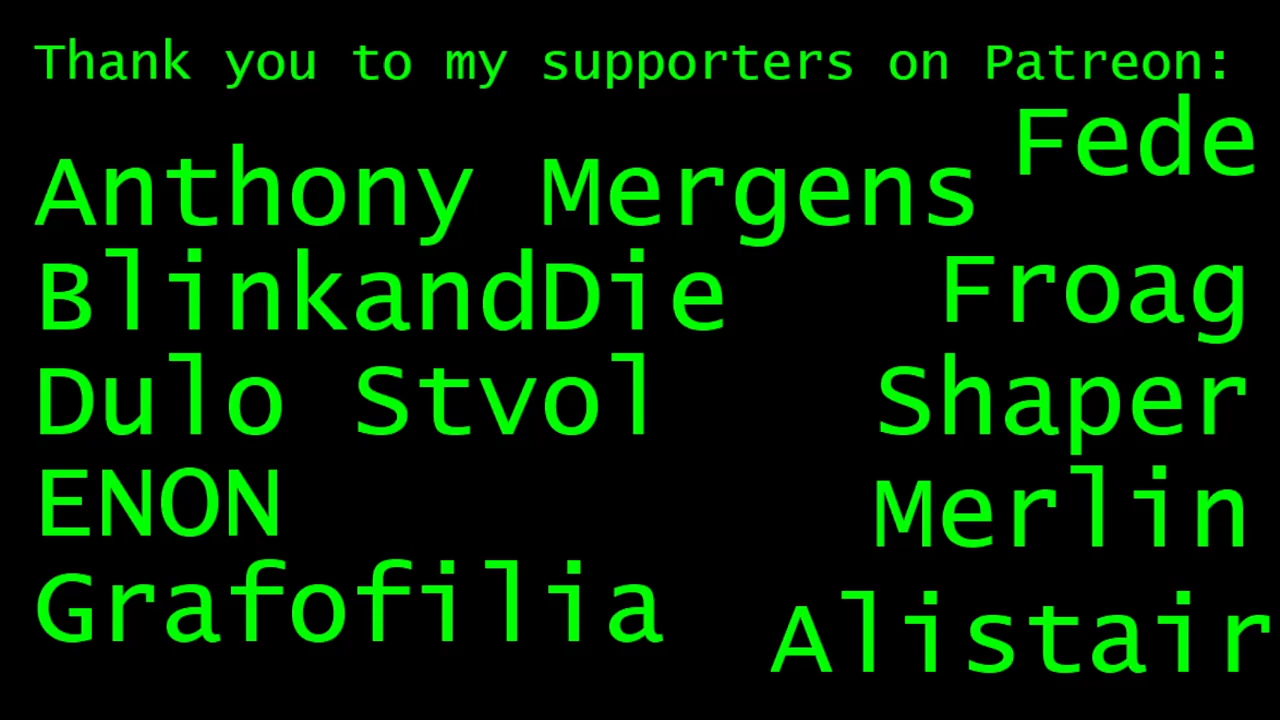 Thank you to my supporters on Patreon:
Anthony Mergens
BlinkandDie
Dulo Stvol
ENON
Grafofilia
Fede
Froag
Shaper
Merlin
Alistair